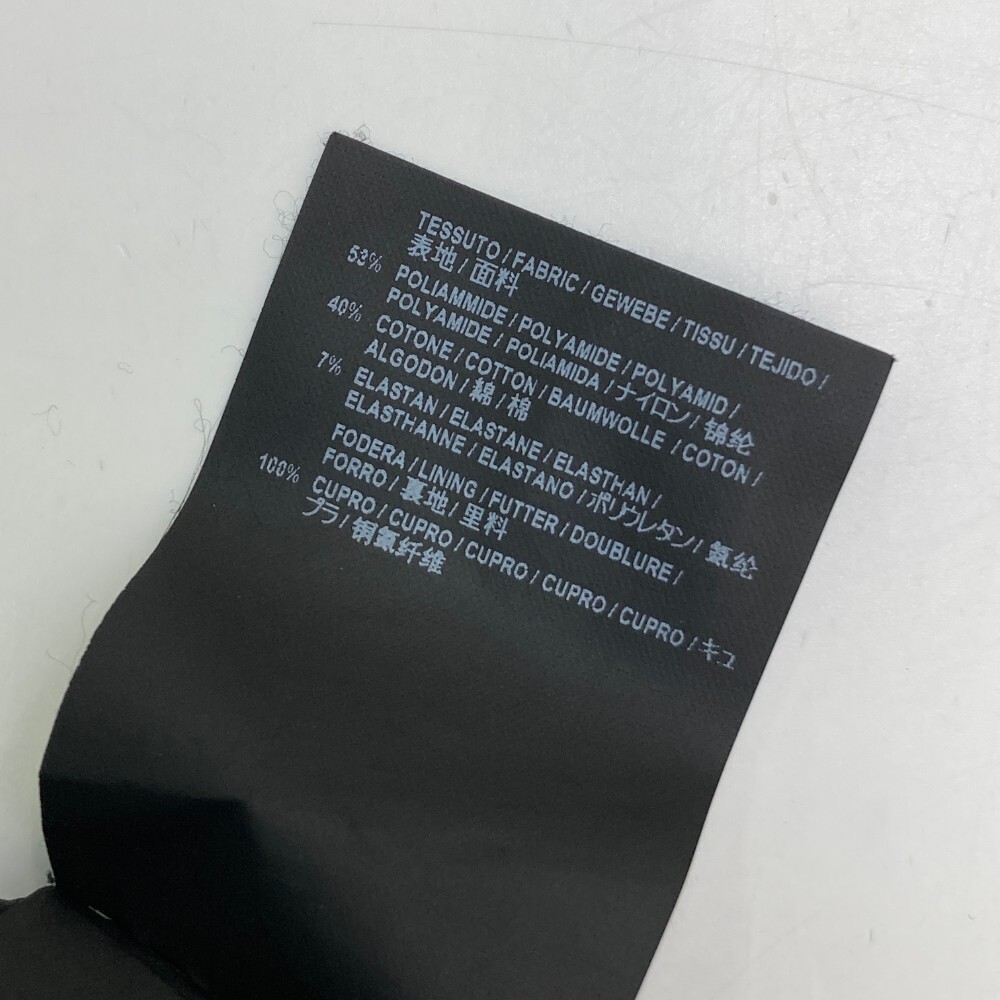 TESSUTO / FABRIC / GEWEBE / TISSU / TEJIDO /
表地 / 面料
53% POLIAMMIDE / POLYAMIDE / POLYAMID /
POLYAMIDE / POLIAMIDA / ナイロン / 锦纶
40% COTONE / COTTON / BAUMWOLLE / COTON /
ALGODON / 綿 / 棉
7% ELASTAN / ELASTANE / ELASTHAN /
ELASTHANNE / ELASTANO / ポリウレタン / 氨纶
FODERA / LINING / FUTTER / DOUBLURE /
FORRO / 裏地 / 里料
100% CUPRO / CUPRO / CUPRO / CUPRO / CUPRO / キュ
プラ / 铜氨纤维